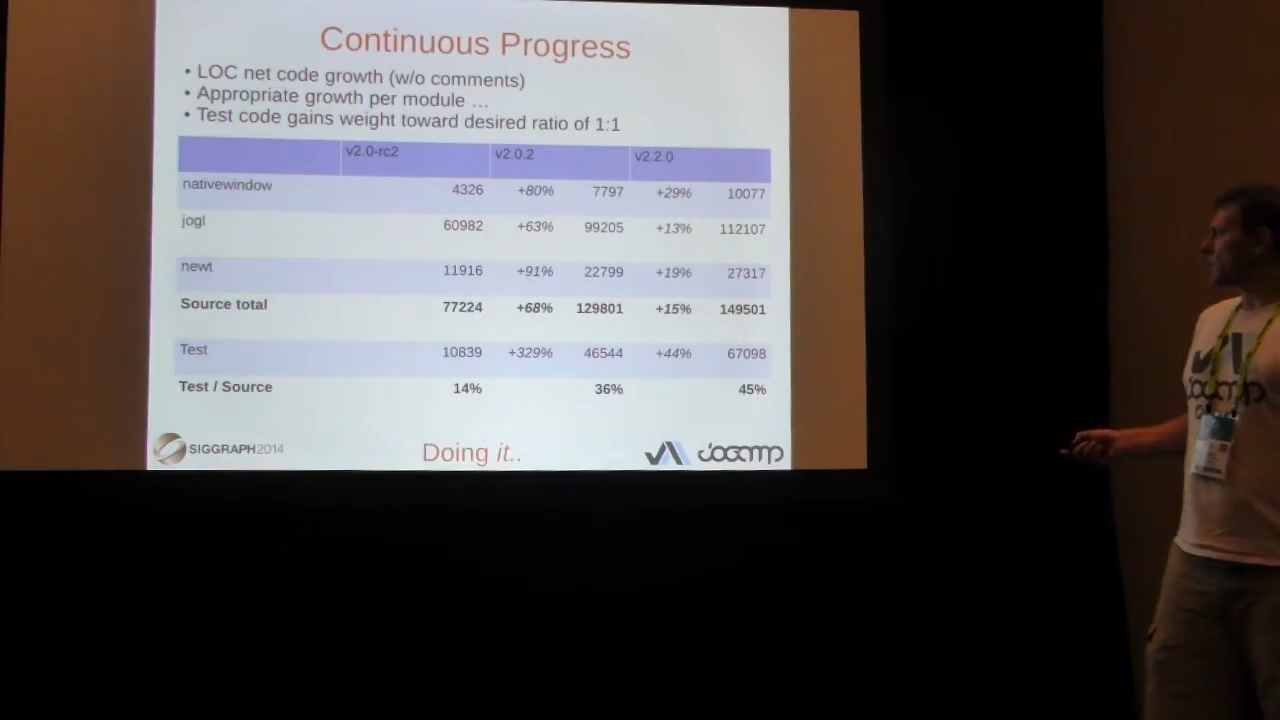 Continuous Progress
• LOC net code growth (w/o comments)
• Appropriate growth per module ...
• Test code gains weight toward desired ratio of 1:1
v2.0-rc2 v2.0.2 v2.2.0
nativewindow 4326 +80% 7797 +29% 10077
jogl 60982 +63% 99205 +13% 112107
newt 11916 +91% 22799 +19% 27317
Source total 77224 +68% 129801 +15% 149501
Test 10839 +329% 46544 +44% 67098
Test / Source 14% 36% 45%
SIGGRAPH2014 Doing it.. JOGAMP
JOGAMP